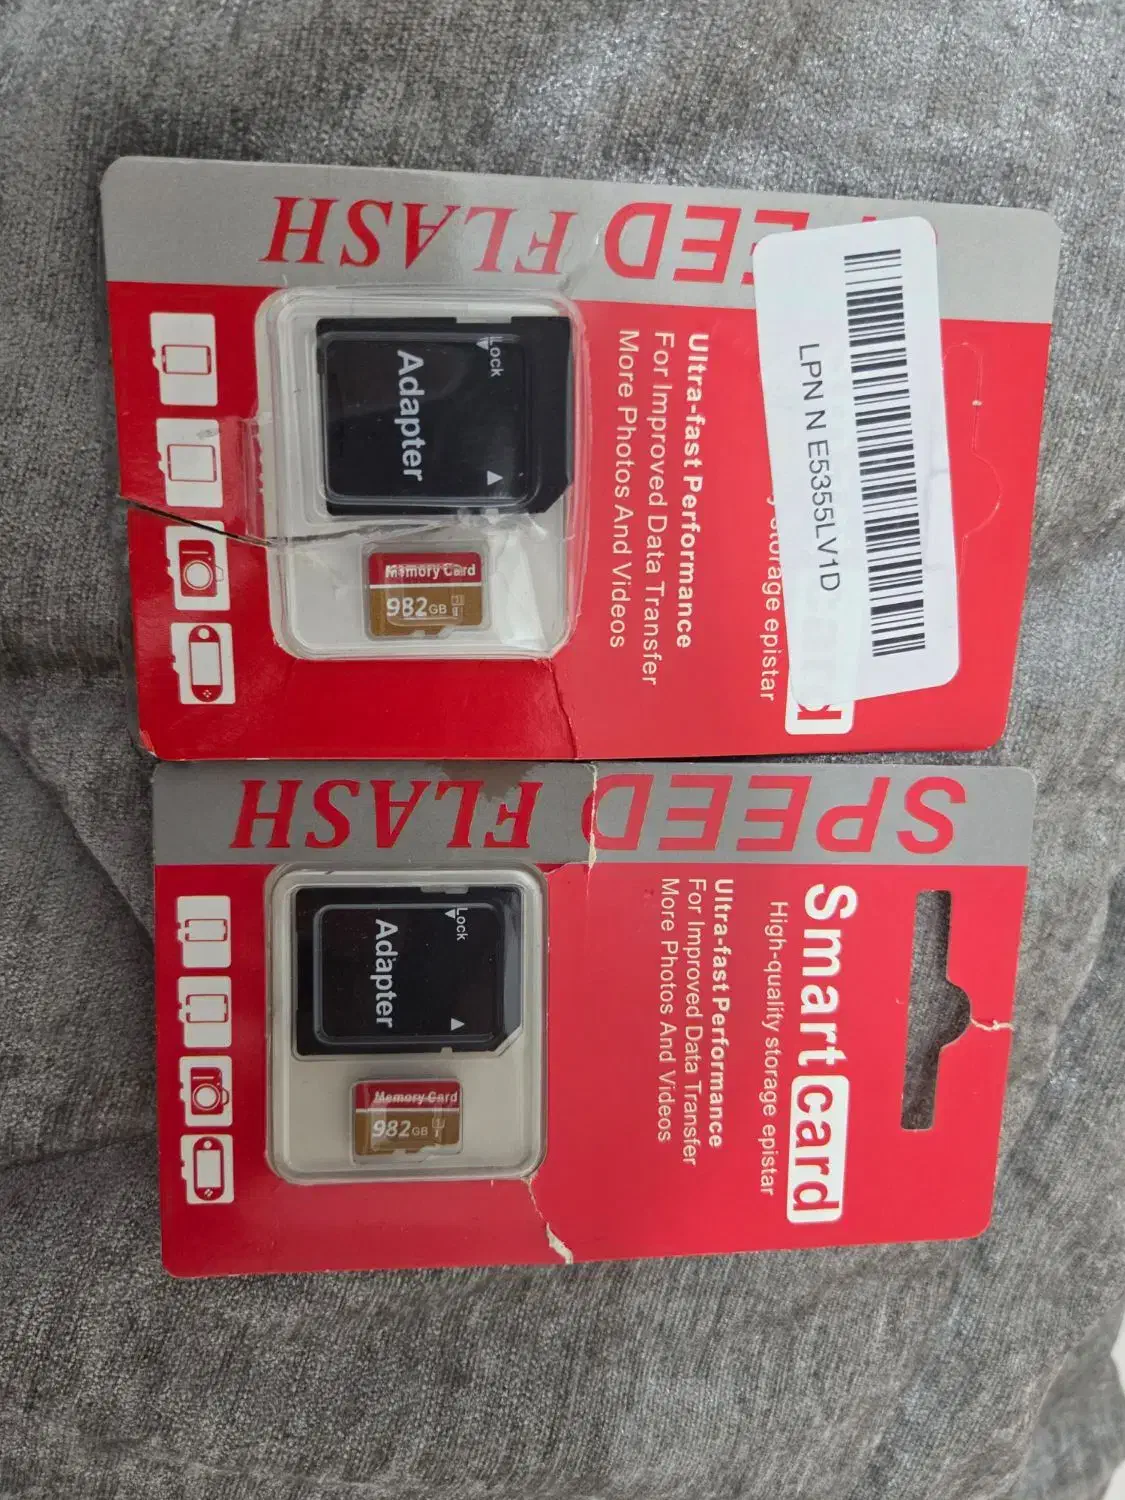 SPEED FLASH
LPN N E5355LV1D
storage epistar
Ultra-fast Performance
For Improved Data Transfer
More Photos And Videos
Lock
Adapter
Memory Card
982GB
SPEED FLASH
Smart card
High-quality storage epistar
Ultra-fast Performance
For Improved Data Transfer
More Photos And Videos
Lock
Adapter
Memory Card
982GB